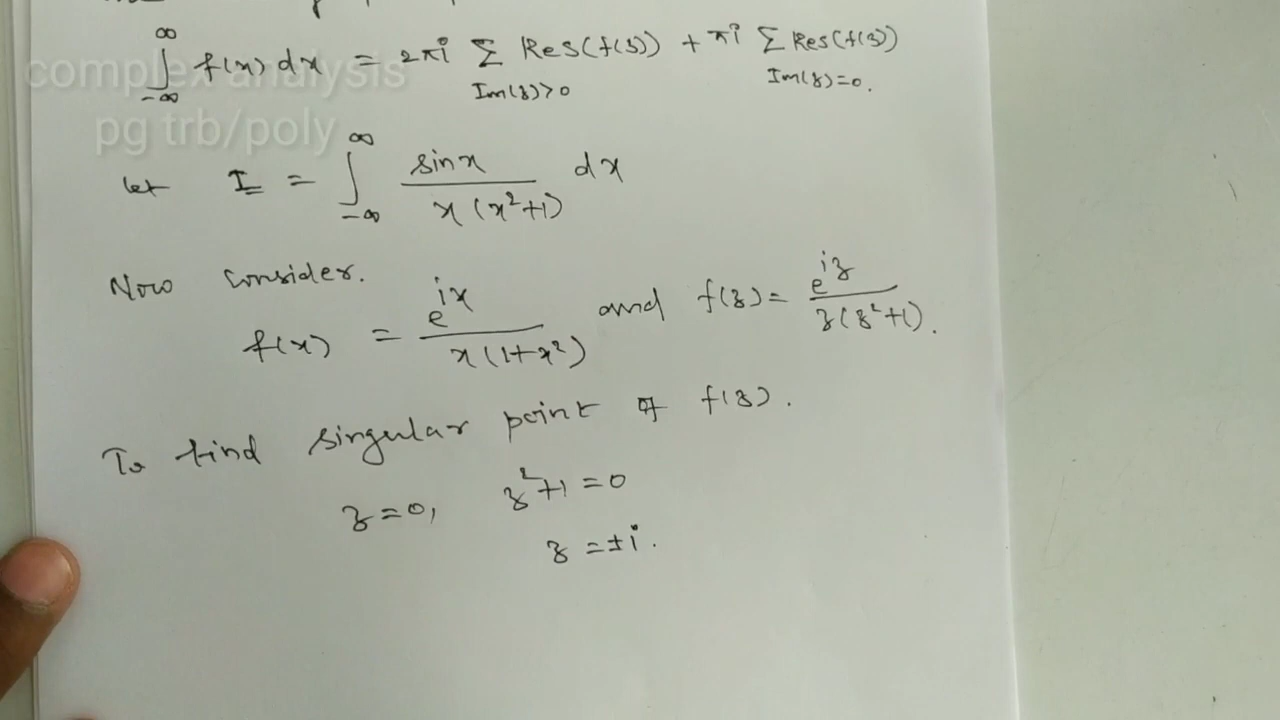 ∫_{-∞}^{∞} f(x) dx = 2πi Σ_{Im(z)>0} Res(f(z)) + πi Σ_{Im(z)=0.} Res(f(z))
complex analysis
pg trb/poly
let I = ∫_{-∞}^{∞} sinx / x(x²+1) dx
Now consider.
f(x) = e^{ix} / x(1+x²) and f(z) = e^{iz} / z(z²+1).
To find singular point of f(z).
z=0, z²+1=0
z=±i.